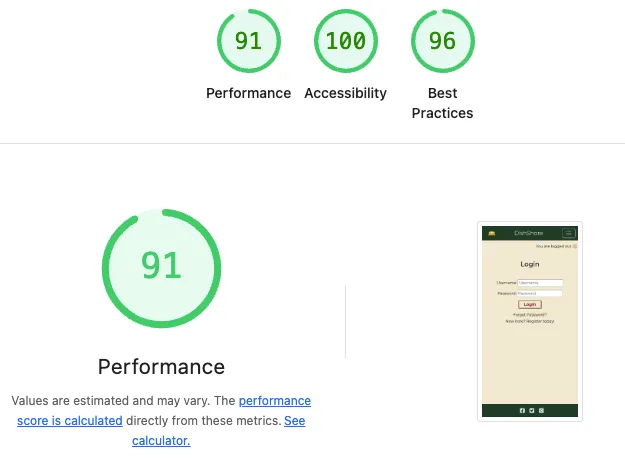 91
100
96
Performance
Accessibility
Best
Practices
91
Performance
Values are estimated and may vary. The performance
score is calculated directly from these metrics. See
calculator.
DishShare
You are logged out
Login
Username
Username
Password
Password
Login
Forgot Password?
New here? Register today